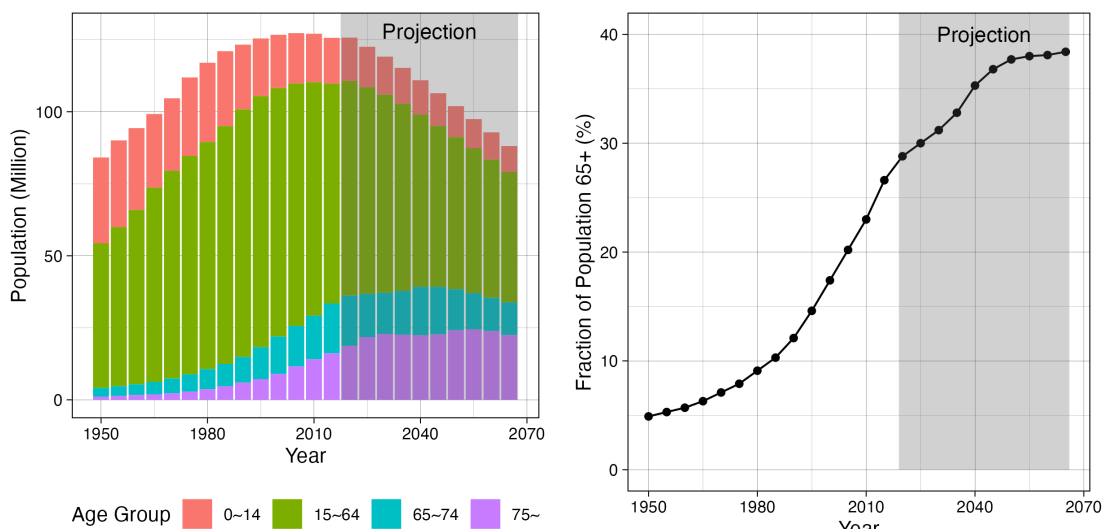 Projection
100
50
0
1950 1980 2010 2040 2070
Year
Population (Million)
Age Group 0~14 15~64 65~74 75~
Projection
40
30
20
10
0
1950 1980 2010 2040 2070
Year
Fraction of Population 65+ (%)